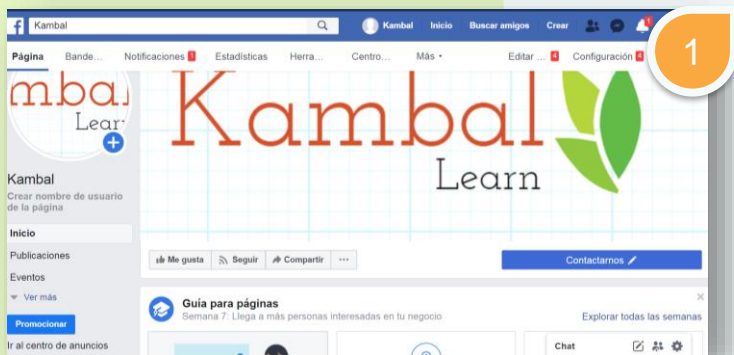 Kambal
Kambal Inicio Buscar amigos Crear
1
Página Bande... Notificaciones 1 Estadísticas Herra... Centro... Más Editar ... 4 Configuración 4
mbal
Lear
Kambal
Learn
Kambal
Crear nombre de usuario
de la página
Inicio
Publicaciones
Eventos
Ver más
Promocionar
Ir al centro de anuncios
Me gusta Seguir Compartir ...
Contactarnos
Guía para páginas
Semana 7: Llega a más personas interesadas en tu negocio
Explorar todas las semanas
Chat